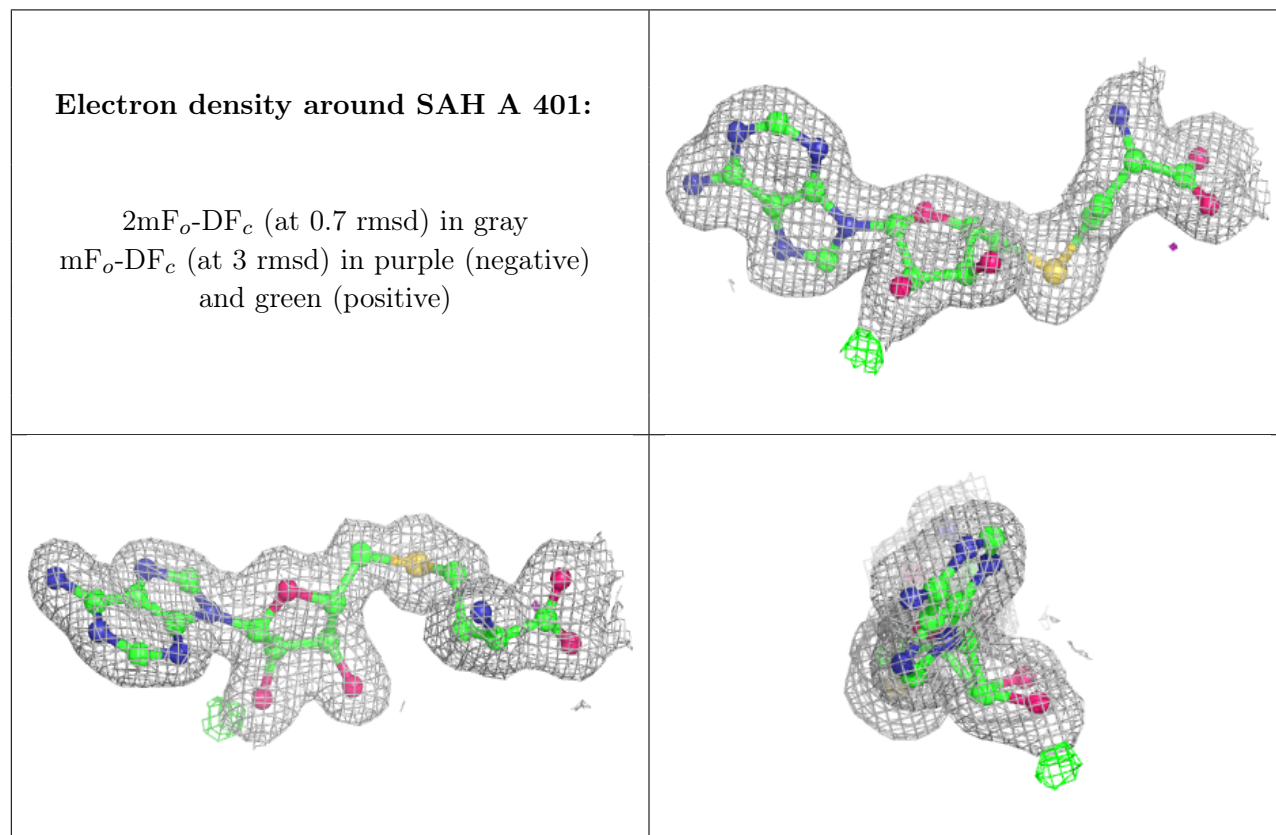 Electron density around SAH A 401:
2mFo-DFc (at 0.7 rmsd) in gray
mFo-DFc (at 3 rmsd) in purple (negative)
and green (positive)